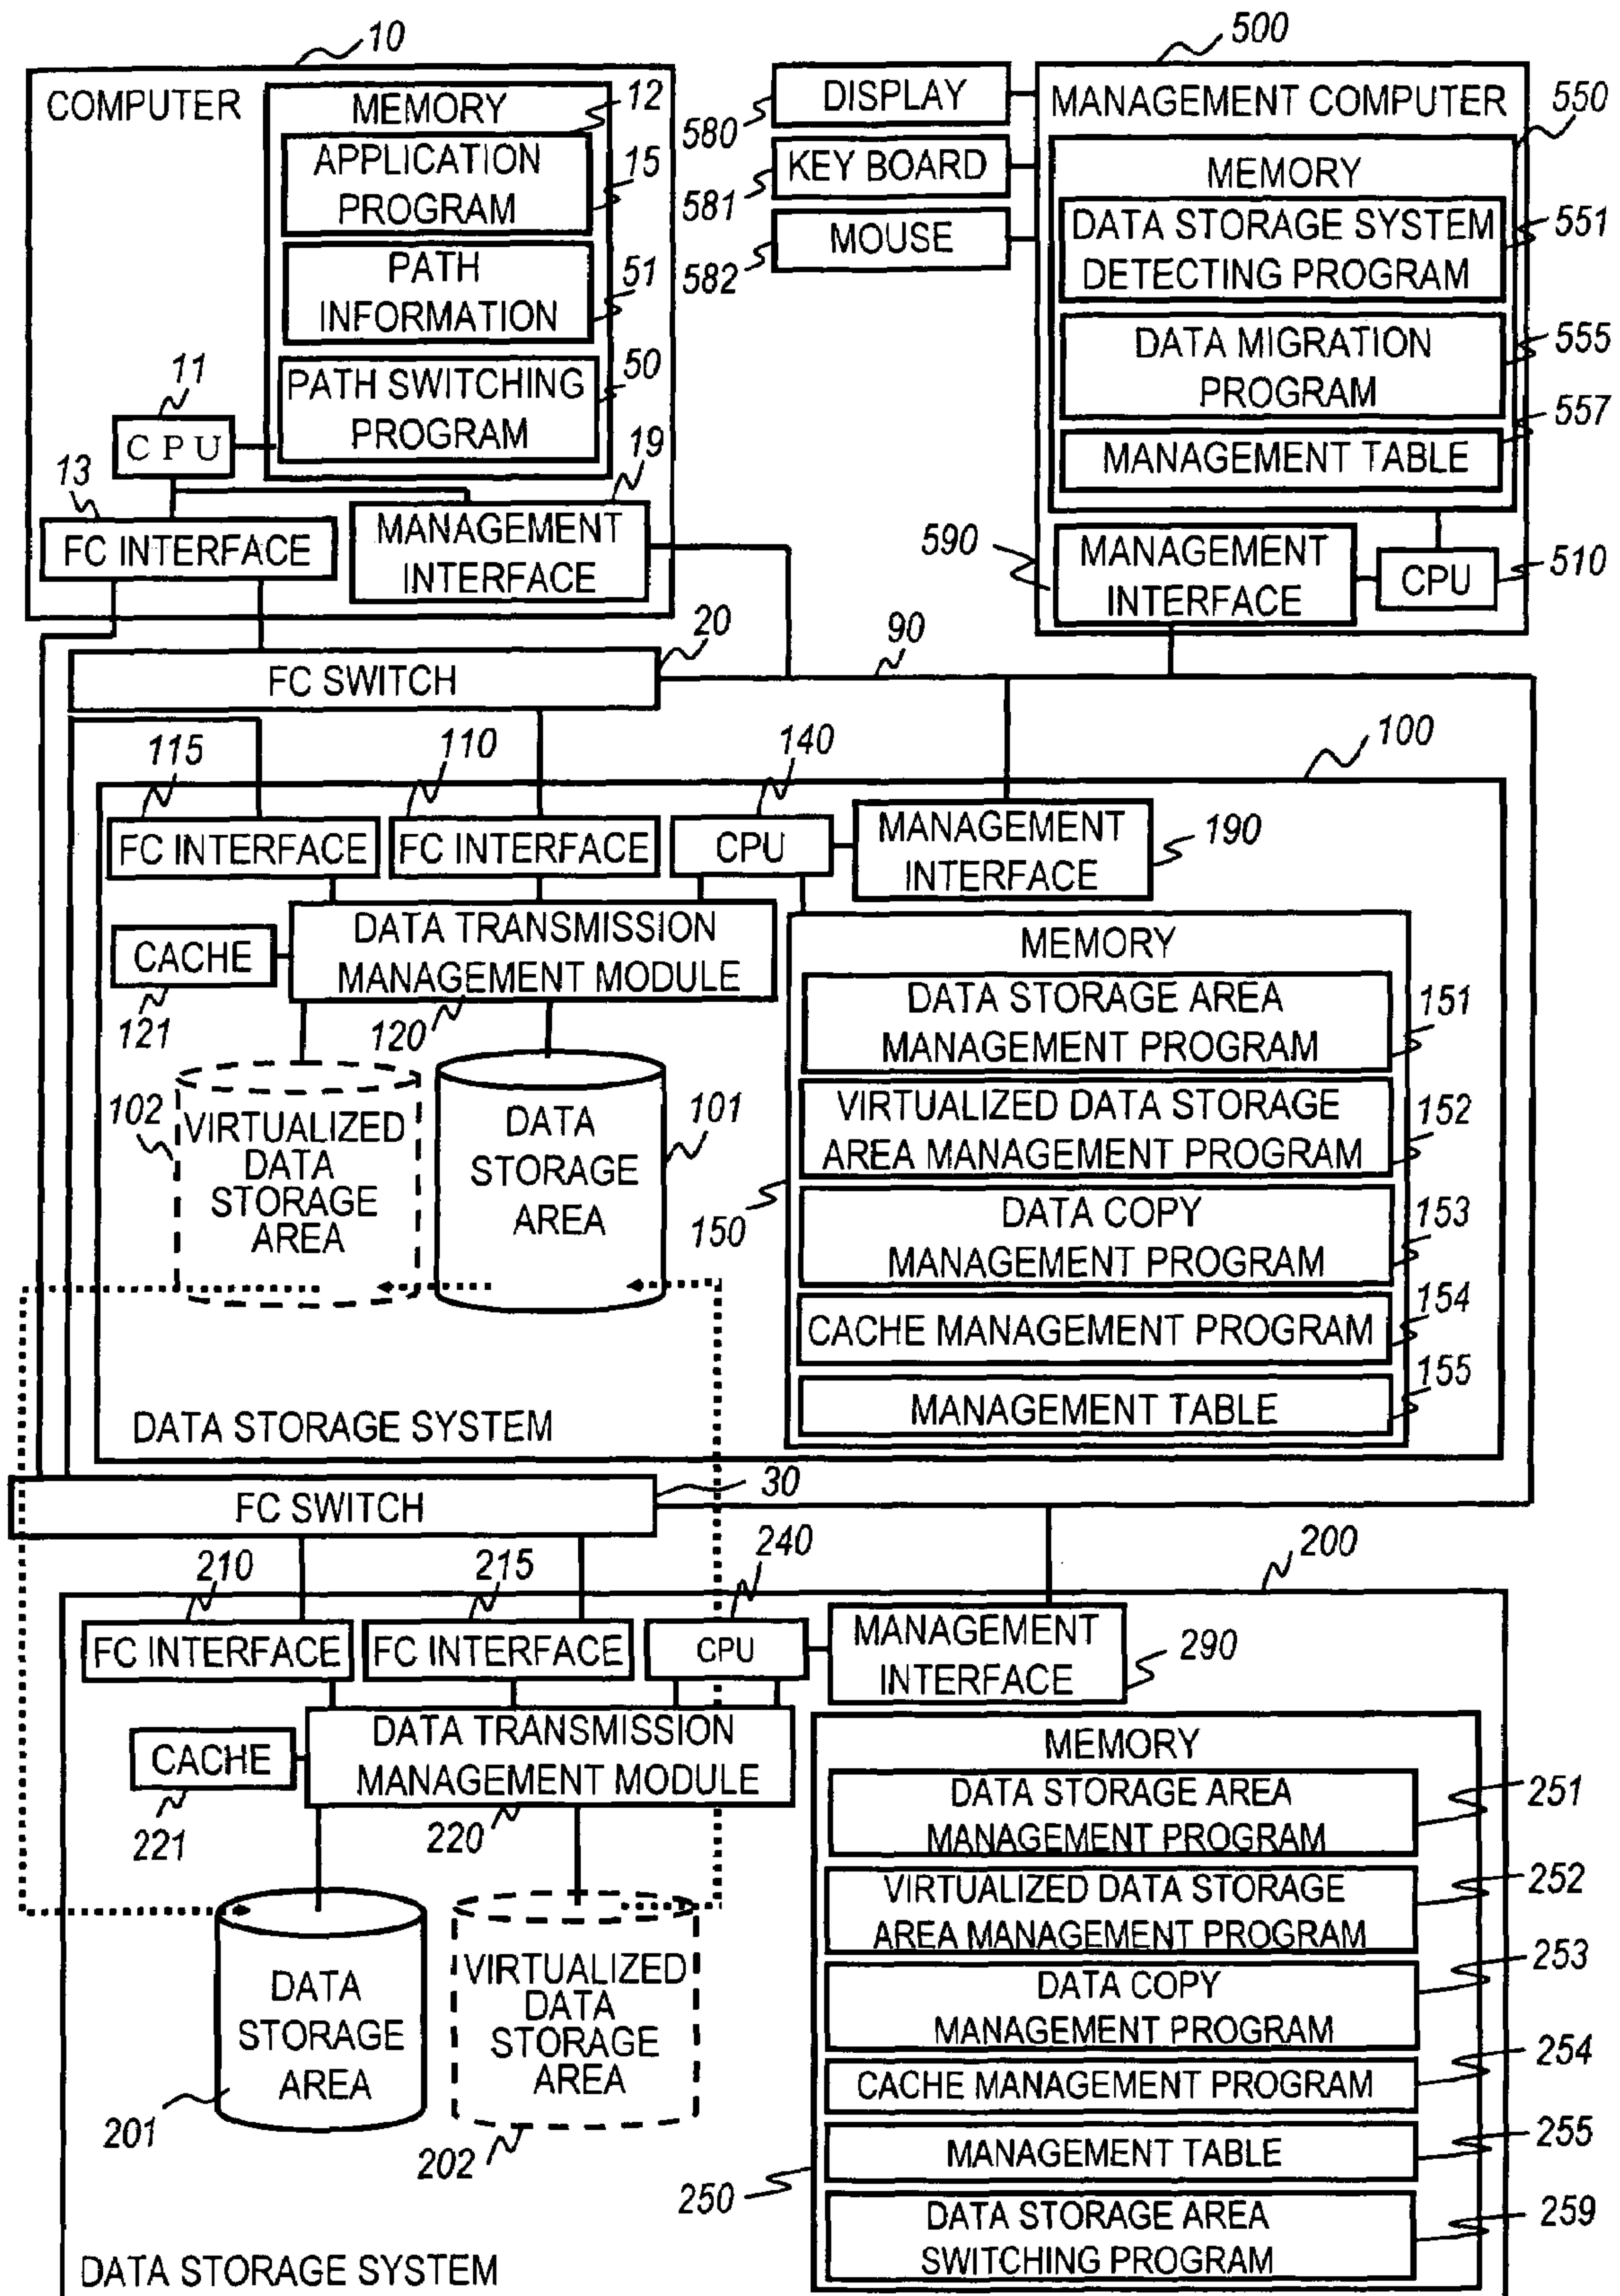 10
COMPUTER
MEMORY
12
APPLICATION
PROGRAM
15
PATH
INFORMATION
51
PATH SWITCHING
PROGRAM
50
11
CPU
13
FC INTERFACE
19
MANAGEMENT
INTERFACE
500
DISPLAY
580
KEY BOARD
581
MOUSE
582
MANAGEMENT COMPUTER
550
MEMORY
DATA STORAGE SYSTEM
DETECTING PROGRAM
551
DATA MIGRATION
PROGRAM
555
557
MANAGEMENT TABLE
590
MANAGEMENT
INTERFACE
CPU
510
20
FC SWITCH
90
100
115
110
140
FC INTERFACE
FC INTERFACE
CPU
MANAGEMENT
INTERFACE
190
CACHE
121
DATA TRANSMISSION
MANAGEMENT MODULE
120
102
VIRTUALIZED
DATA
STORAGE
AREA
DATA
STORAGE
AREA
101
150
MEMORY
DATA STORAGE AREA
MANAGEMENT PROGRAM
151
VIRTUALIZED DATA STORAGE
AREA MANAGEMENT PROGRAM
152
DATA COPY
MANAGEMENT PROGRAM
153
CACHE MANAGEMENT PROGRAM
154
MANAGEMENT TABLE
155
DATA STORAGE SYSTEM
30
FC SWITCH
200
210
215
240
FC INTERFACE
FC INTERFACE
CPU
MANAGEMENT
INTERFACE
290
CACHE
221
DATA TRANSMISSION
MANAGEMENT MODULE
220
DATA
STORAGE
AREA
201
VIRTUALIZED
DATA
STORAGE
AREA
202
250
MEMORY
DATA STORAGE AREA
MANAGEMENT PROGRAM
251
VIRTUALIZED DATA STORAGE
AREA MANAGEMENT PROGRAM
252
DATA COPY
MANAGEMENT PROGRAM
253
CACHE MANAGEMENT PROGRAM
254
MANAGEMENT TABLE
255
DATA STORAGE AREA
SWITCHING PROGRAM
259
DATA STORAGE SYSTEM